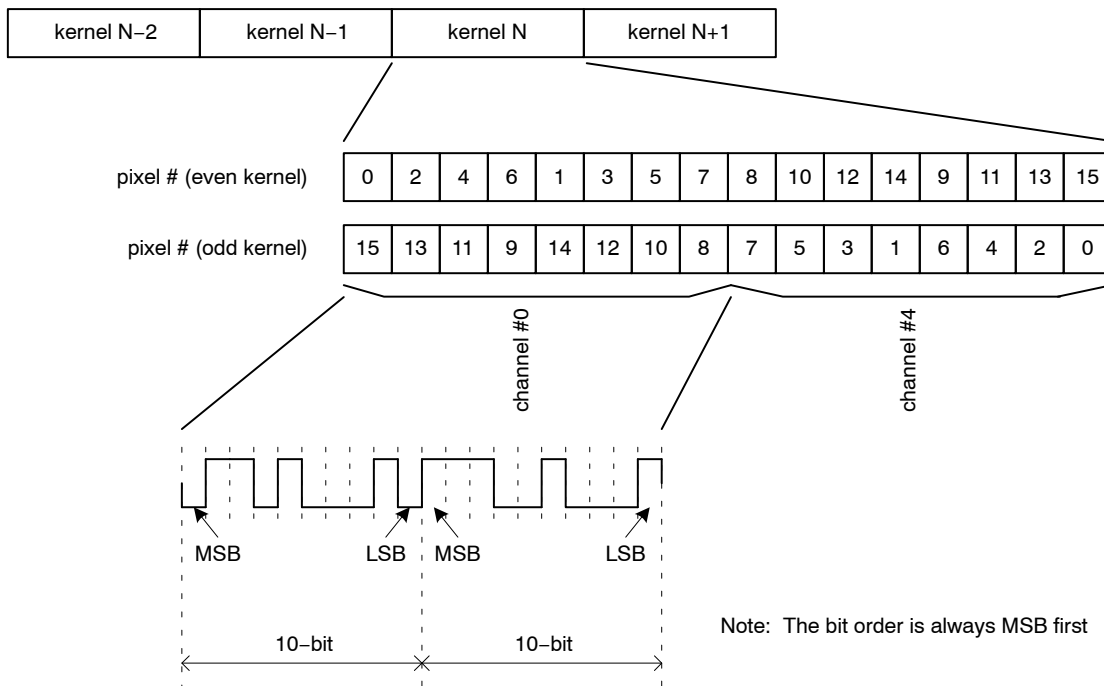 kernel N−2 kernel N−1 kernel N kernel N+1
pixel # (even kernel) 0 2 4 6 1 3 5 7 8 10 12 14 9 11 13 15
pixel # (odd kernel) 15 13 11 9 14 12 10 8 7 5 3 1 6 4 2 0
channel #0
channel #4
MSB LSB MSB LSB
Note: The bit order is always MSB first
10−bit 10−bit